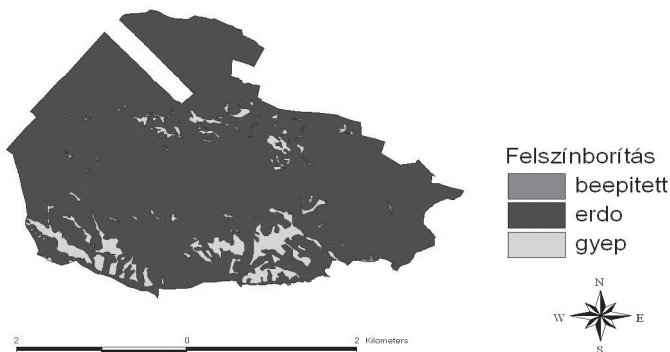 Felszínborítás
beepitett
erdo
gyep
N
W E
S
2 0 2 Kilometers